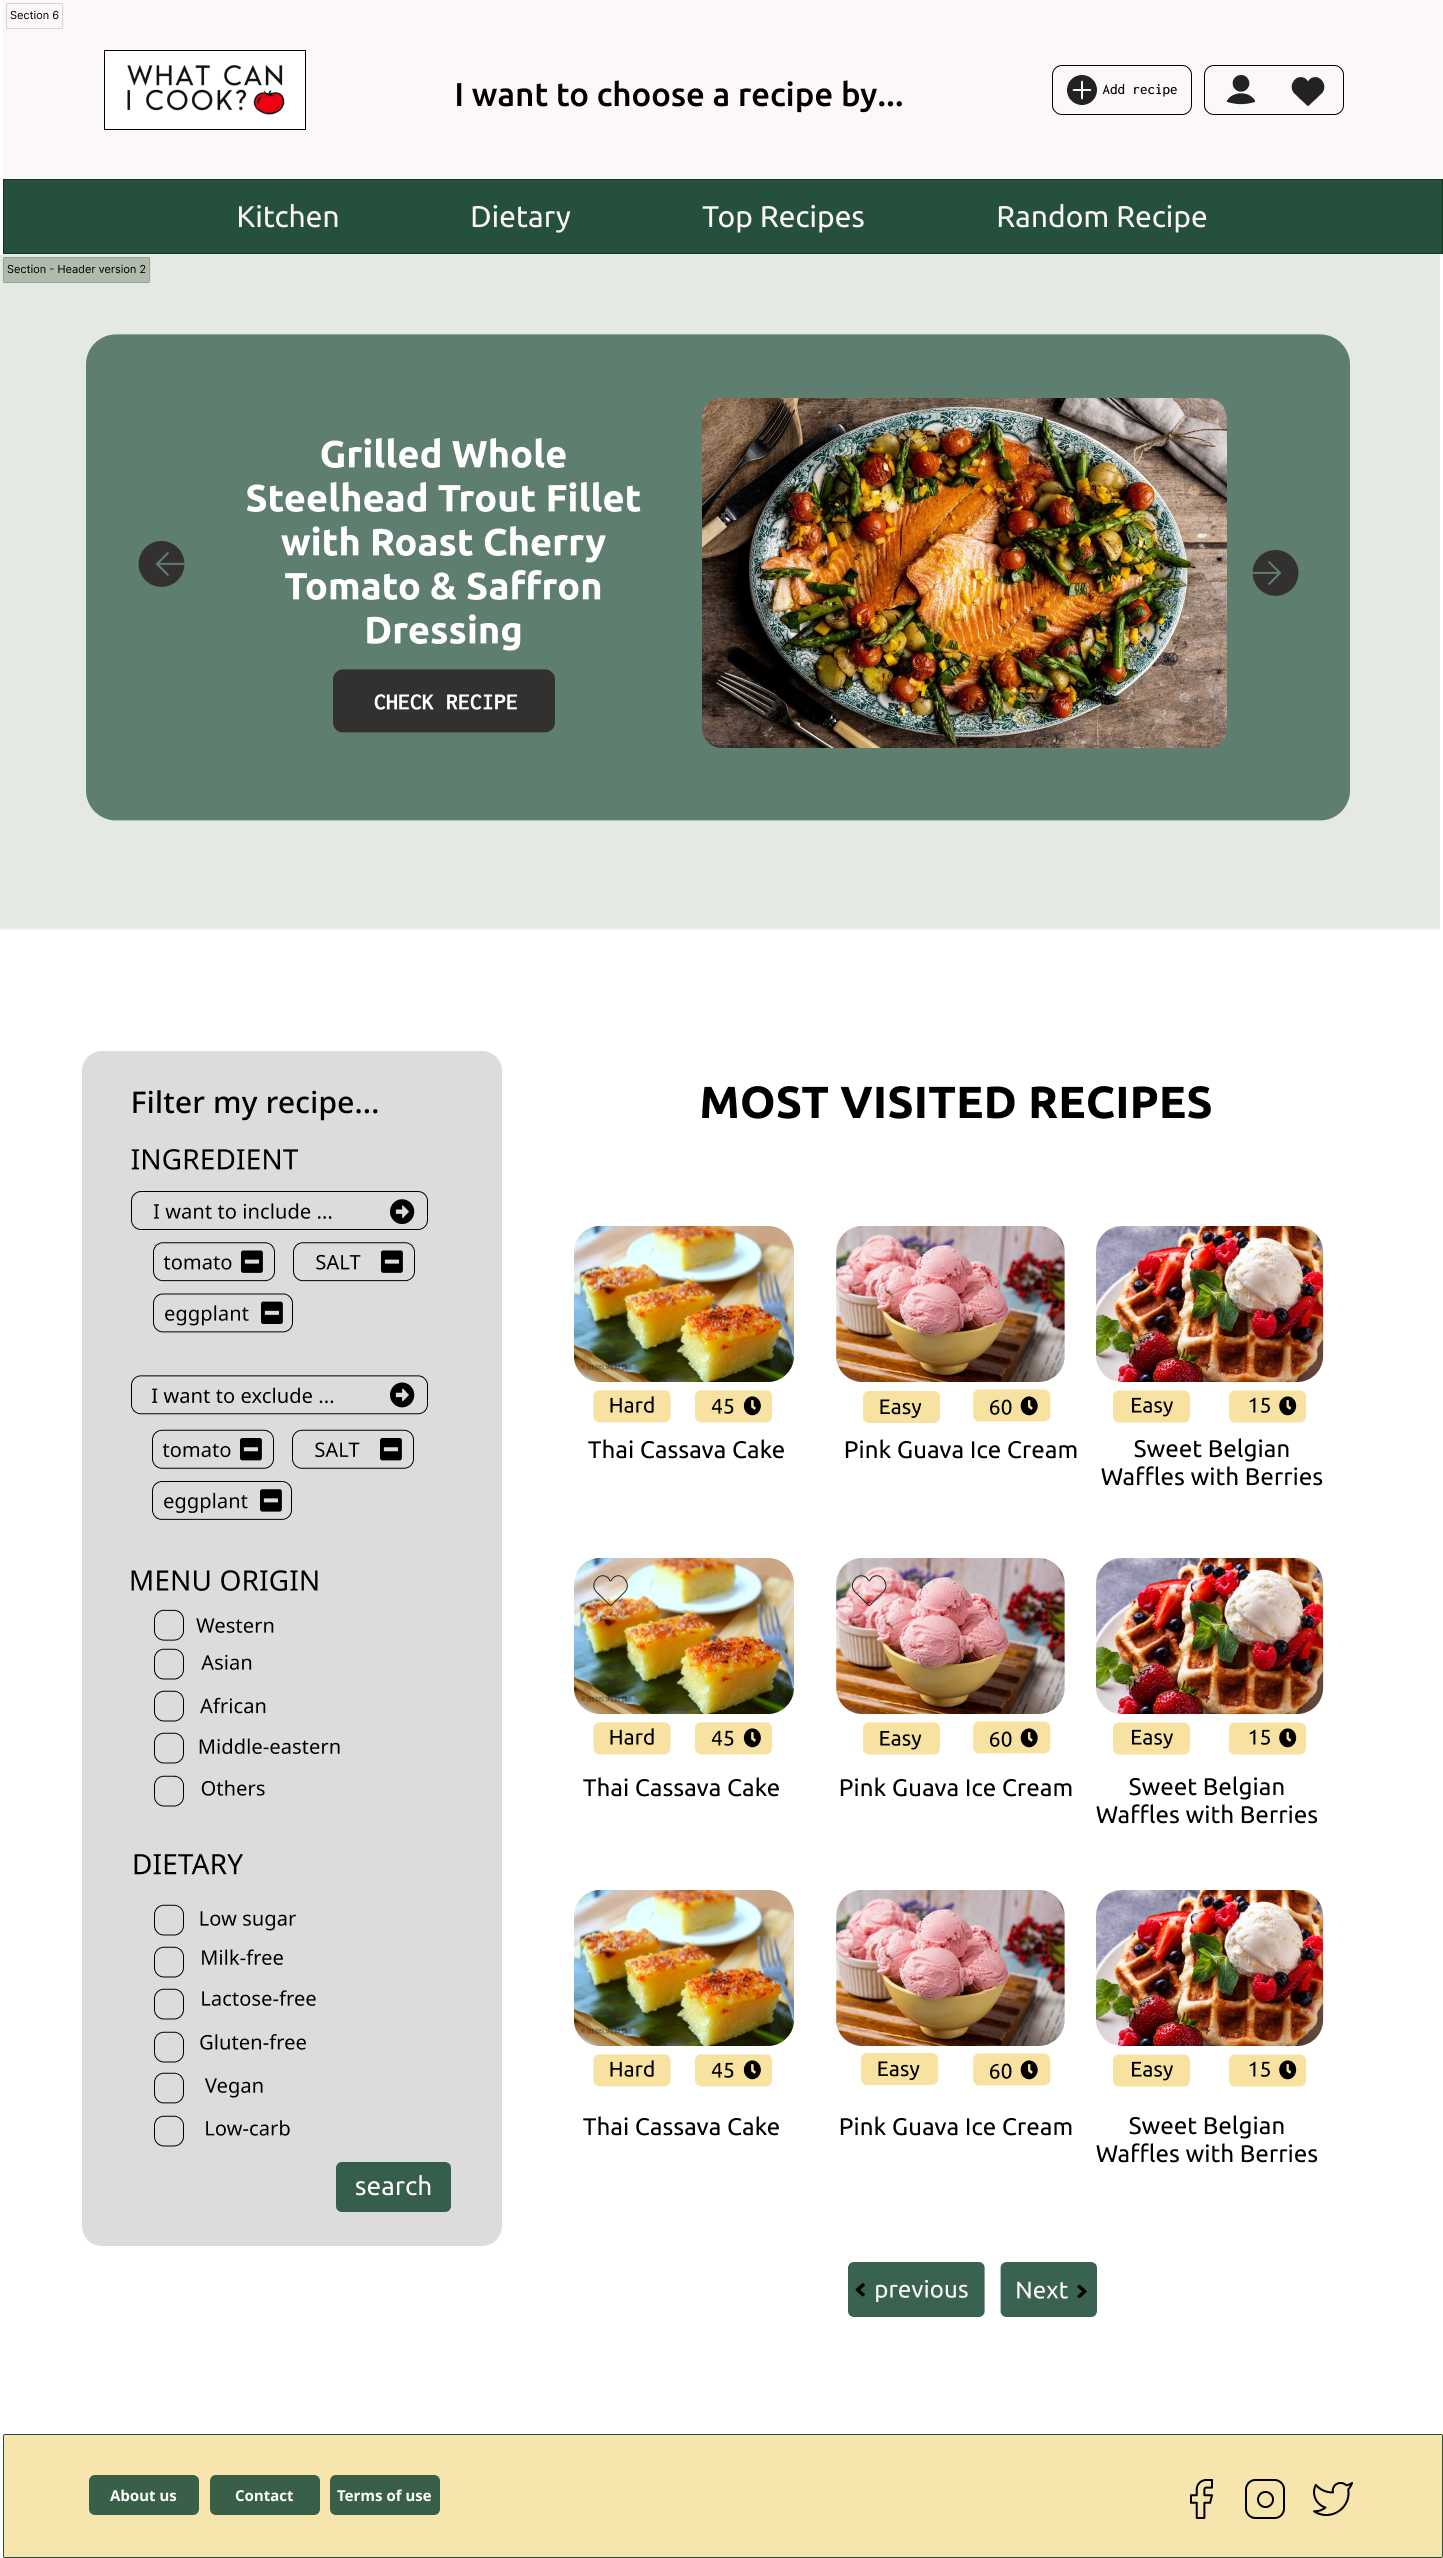 Section 6
WHAT CAN
I COOK?
I want to choose a recipe by...
Add recipe
Kitchen
Dietary
Top Recipes
Random Recipe
Section - Header version 2
Grilled Whole
Steelhead Trout Fillet
with Roast Cherry
Tomato & Saffron
Dressing
CHECK RECIPE
Filter my recipe...
INGREDIENT
I want to include ...
tomato
SALT
eggplant
I want to exclude ...
tomato
SALT
eggplant
MENU ORIGIN
Western
Asian
African
Middle-eastern
Others
DIETARY
Low sugar
Milk-free
Lactose-free
Gluten-free
Vegan
Low-carb
search
MOST VISITED RECIPES
Hard
45
Thai Cassava Cake
Easy
60
Pink Guava Ice Cream
Easy
15
Sweet Belgian
Waffles with Berries
Hard
45
Thai Cassava Cake
Easy
60
Pink Guava Ice Cream
Easy
15
Sweet Belgian
Waffles with Berries
Hard
45
Thai Cassava Cake
Easy
60
Pink Guava Ice Cream
Easy
15
Sweet Belgian
Waffles with Berries
previous
Next
About us
Contact
Terms of use